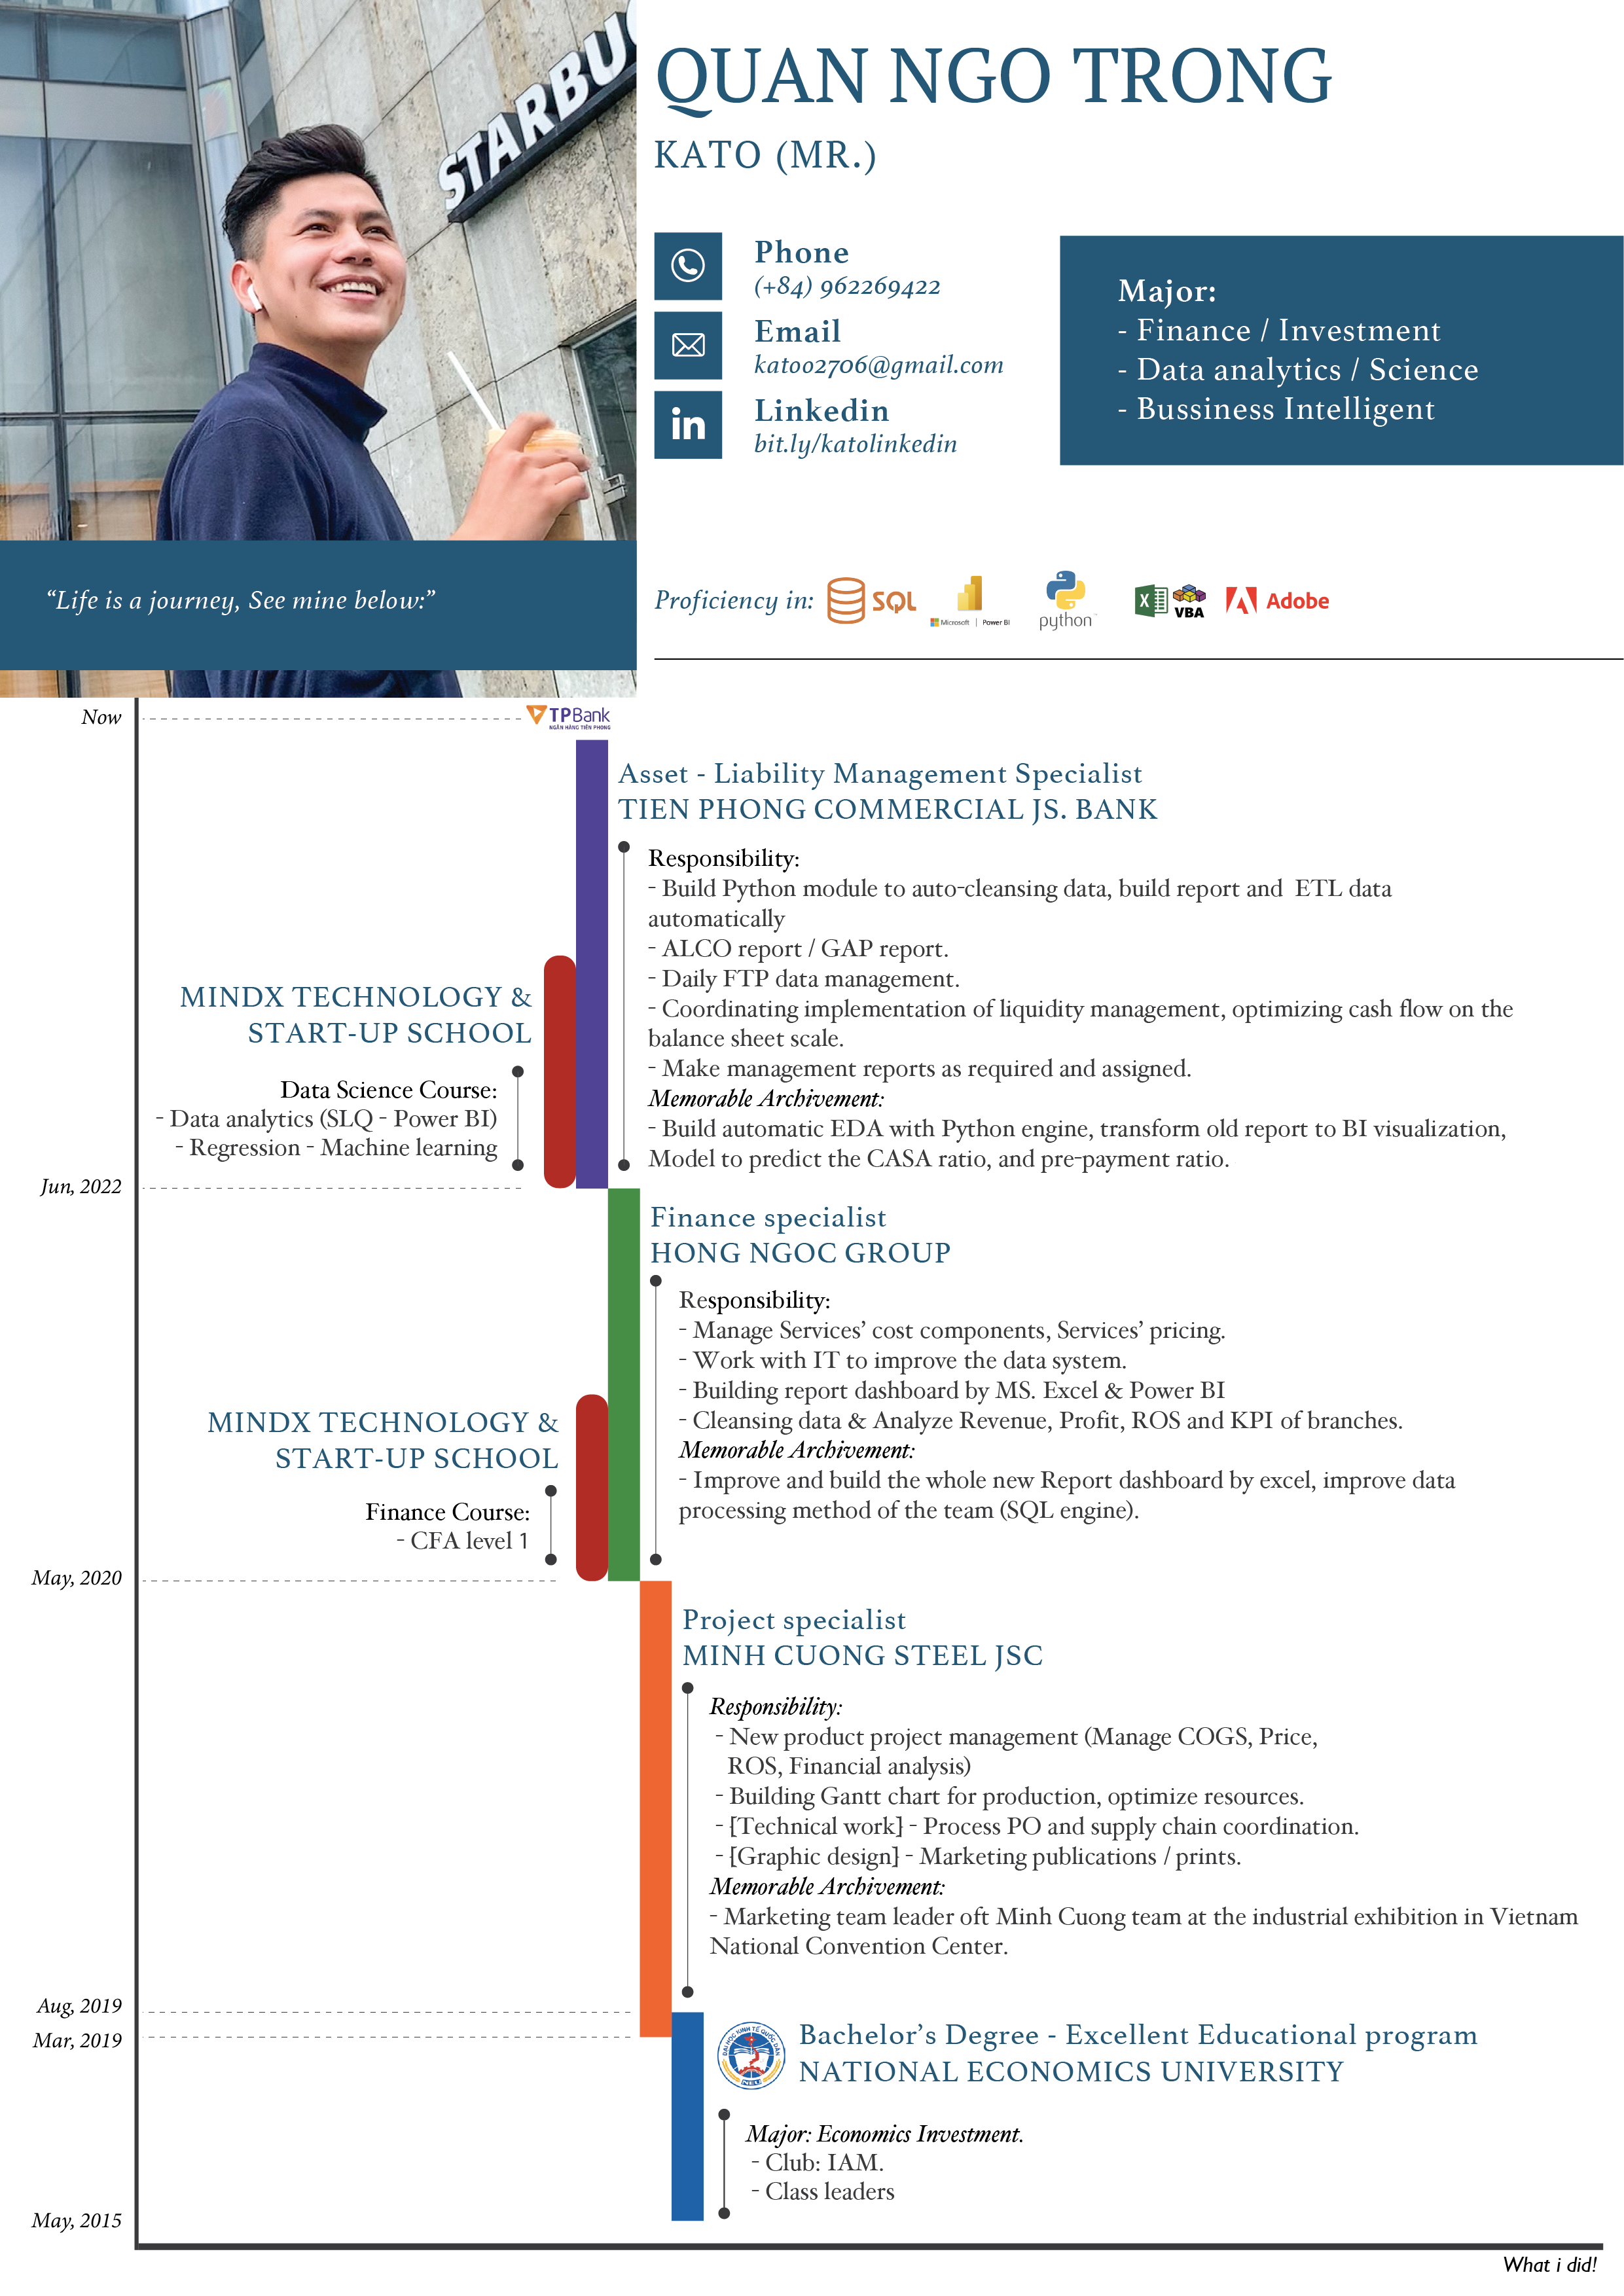 STARBUC
QUAN NGO TRONG
KATO (MR.)
Phone
(+84) 962269422
Email
katoo2706@gmail.com
Linkedin
bit.ly/katolinkedin
Major:
- Finance / Investment
- Data analytics / Science
- Bussiness Intelligent
“Life is a journey, See mine below:”
Proficiency in:
SQL
Microsoft | Power BI
python
VBA
Adobe
Now
TPBank
NGÂN HÀNG TIÊN PHONG
Asset - Liability Management Specialist
TIEN PHONG COMMERCIAL JS. BANK
Responsibility:
- Build Python module to auto-cleansing data, build report and ETL data
automatically
- ALCO report / GAP report.
- Daily FTP data management.
- Coordinating implementation of liquidity management, optimizing cash flow on the
balance sheet scale.
- Make management reports as required and assigned.
Memorable Archivement:
- Build automatic EDA with Python engine, transform old report to BI visualization,
Model to predict the CASA ratio, and pre-payment ratio.
MINDX TECHNOLOGY &
START-UP SCHOOL
Data Science Course:
- Data analytics (SLQ - Power BI)
- Regression - Machine learning
Jun, 2022
Finance specialist
HONG NGOC GROUP
Responsibility:
- Manage Services’ cost components, Services’ pricing.
- Work with IT to improve the data system.
- Building report dashboard by MS. Excel & Power BI
- Cleansing data & Analyze Revenue, Profit, ROS and KPI of branches.
Memorable Archivement:
- Improve and build the whole new Report dashboard by excel, improve data
processing method of the team (SQL engine).
MINDX TECHNOLOGY &
START-UP SCHOOL
Finance Course:
- CFA level 1
May, 2020
Project specialist
MINH CUONG STEEL JSC
Responsibility:
- New product project management (Manage COGS, Price,
ROS, Financial analysis)
- Building Gantt chart for production, optimize resources.
- [Technical work] - Process PO and supply chain coordination.
- [Graphic design] - Marketing publications / prints.
Memorable Archivement:
- Marketing team leader oft Minh Cuong team at the industrial exhibition in Vietnam
National Convention Center.
Aug, 2019
Mar, 2019
ĐẠI HỌC KINH TẾ QUỐC DÂN
NEU
Bachelor’s Degree - Excellent Educational program
NATIONAL ECONOMICS UNIVERSITY
Major: Economics Investment.
- Club: IAM.
- Class leaders
May, 2015
What i did!